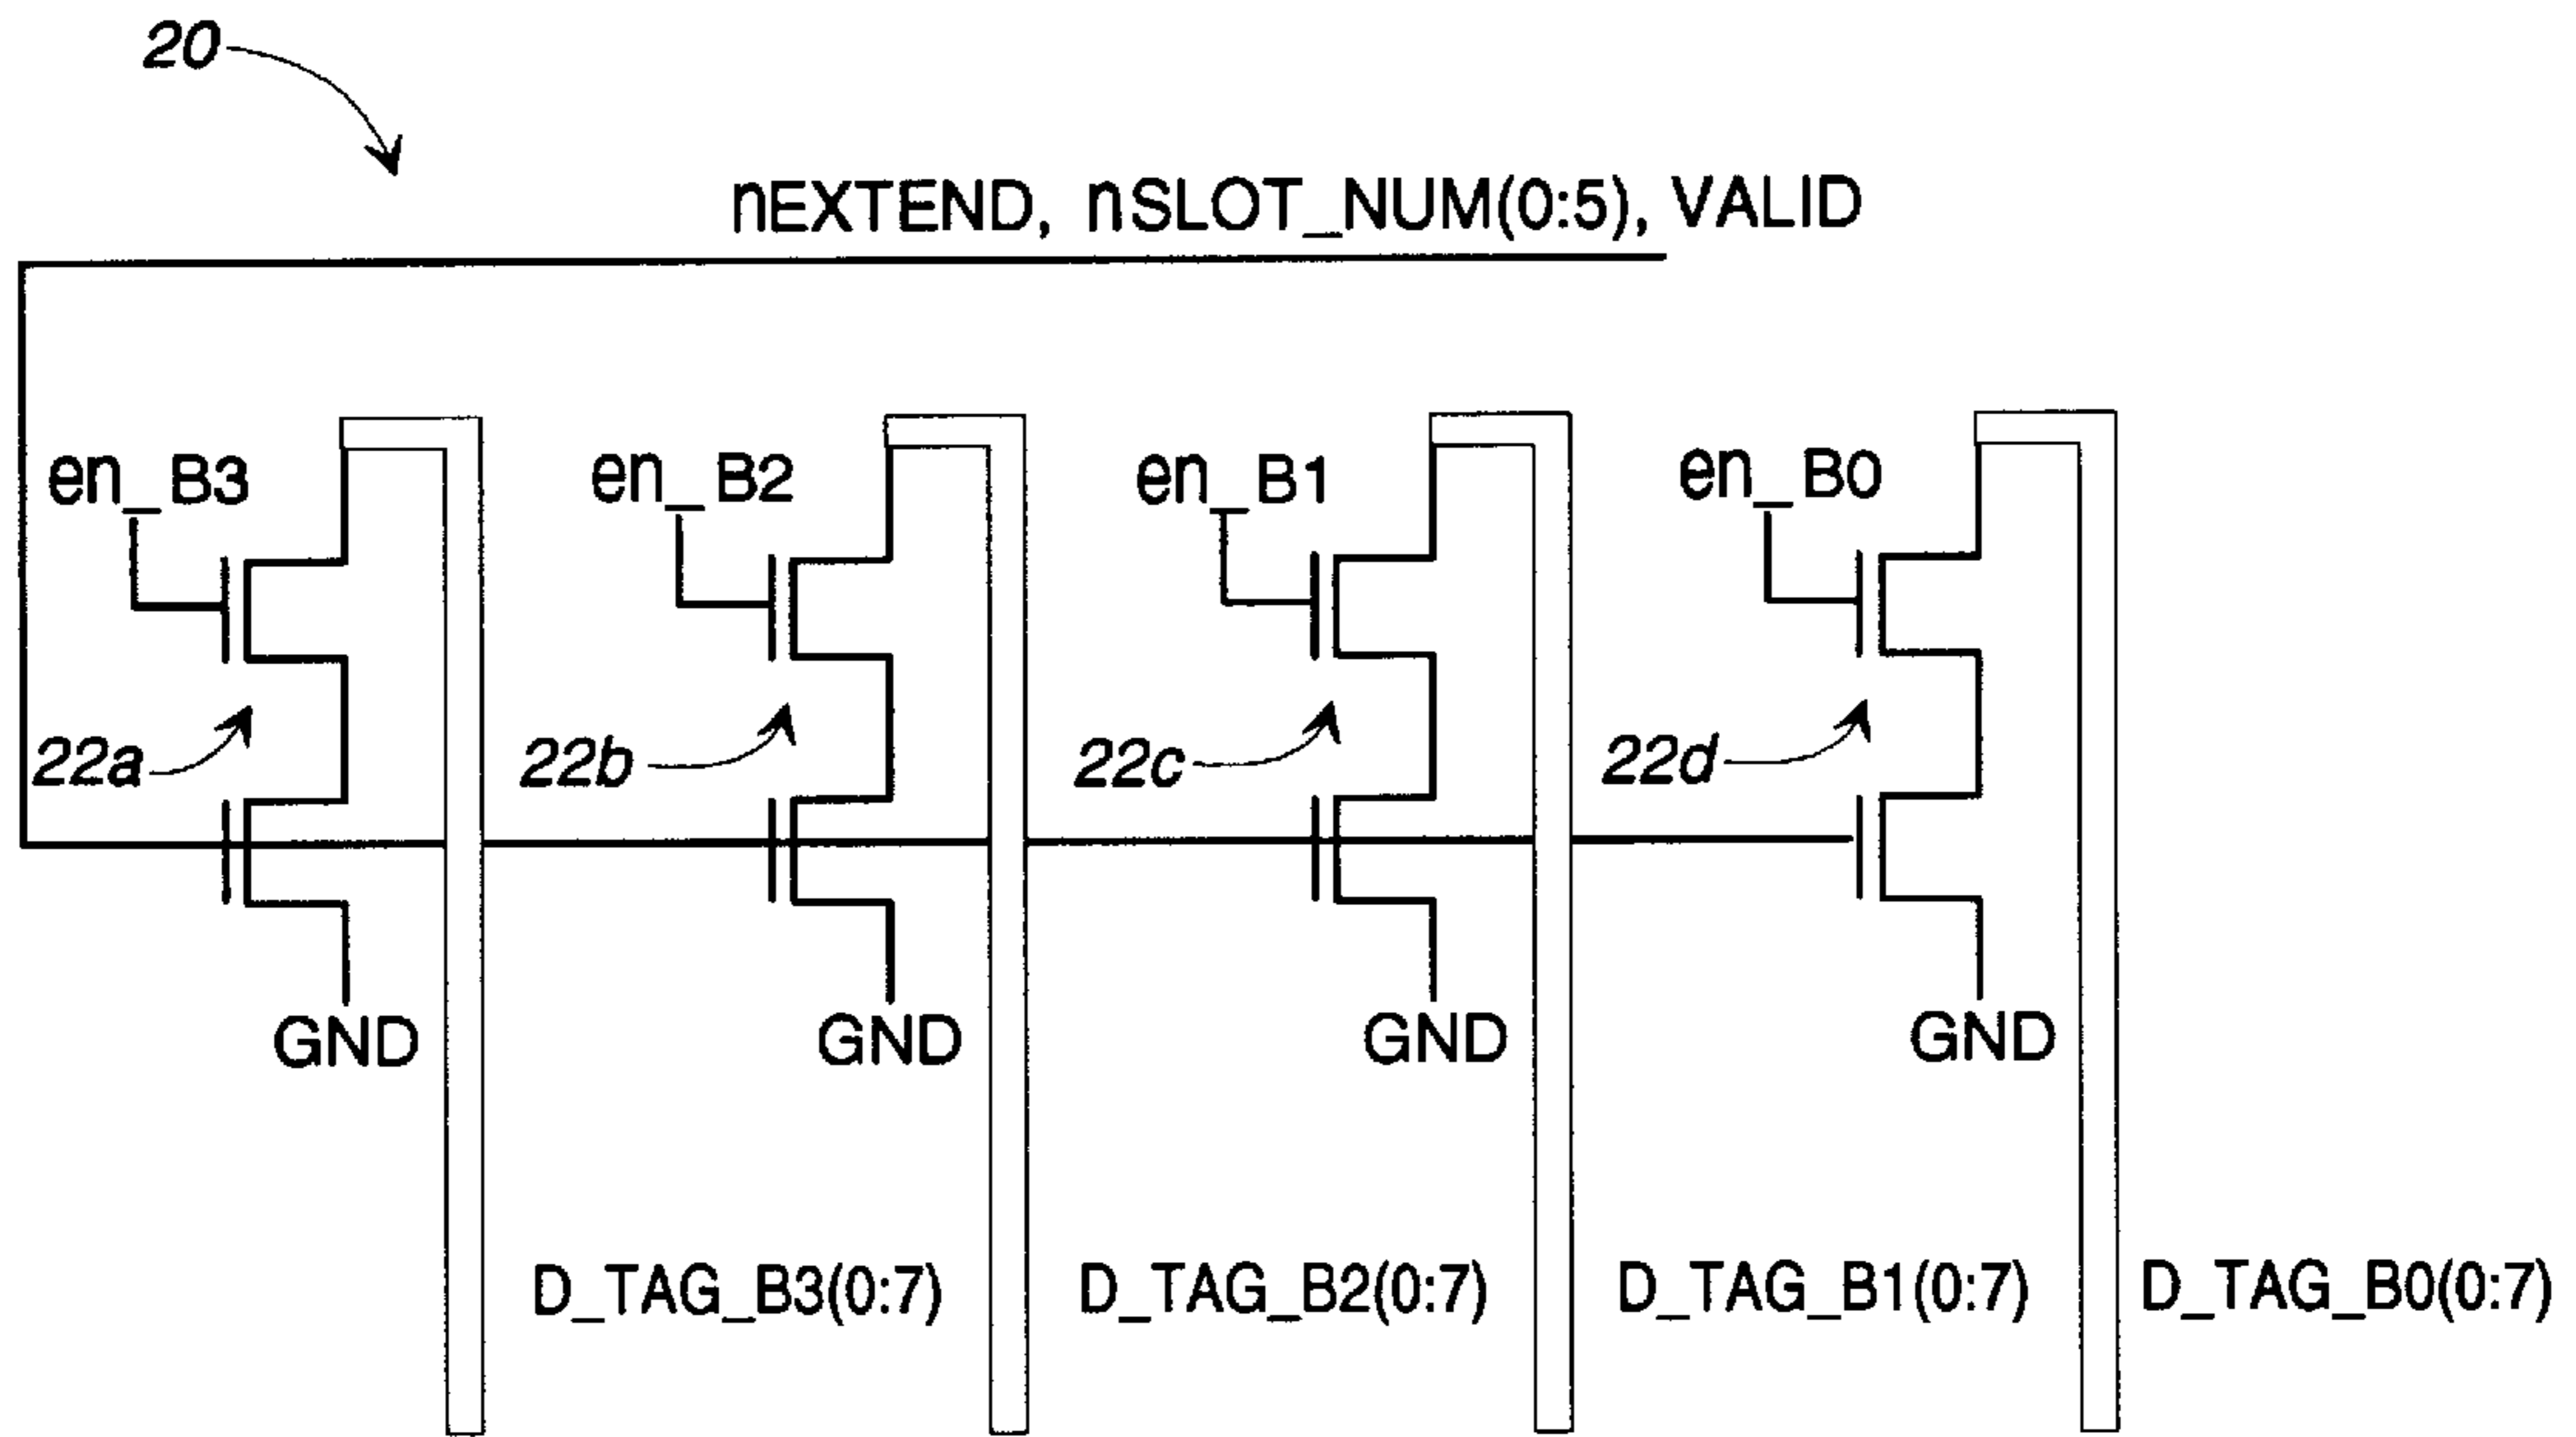 20
nEXTEND, nSLOT_NUM(0:5), VALID
en_B3 en_B2 en_B1 en_B0
22a 22b 22c 22d
GND GND GND GND
D_TAG_B3(0:7) D_TAG_B2(0:7) D_TAG_B1(0:7) D_TAG_B0(0:7)